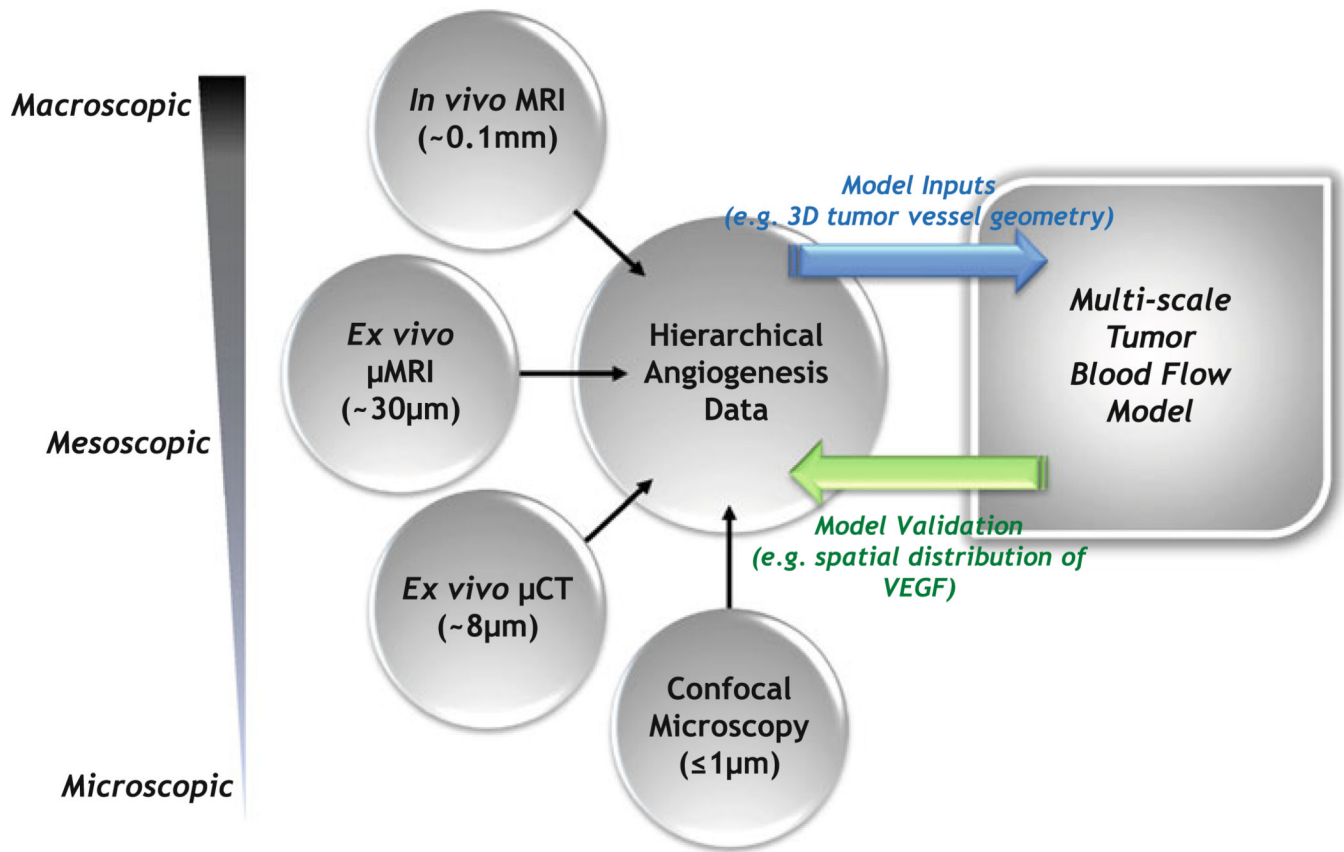 Macroscopic
Mesoscopic
Microscopic
In vivo MRI
(~0.1mm)
Ex vivo
µMRI
(~30µm)
Ex vivo µCT
(~8µm)
Confocal
Microscopy
(≤1µm)
Hierarchical
Angiogenesis
Data
Model Inputs
(e.g. 3D tumor vessel geometry)
Model Validation
(e.g. spatial distribution of
VEGF)
Multi-scale
Tumor
Blood Flow
Model